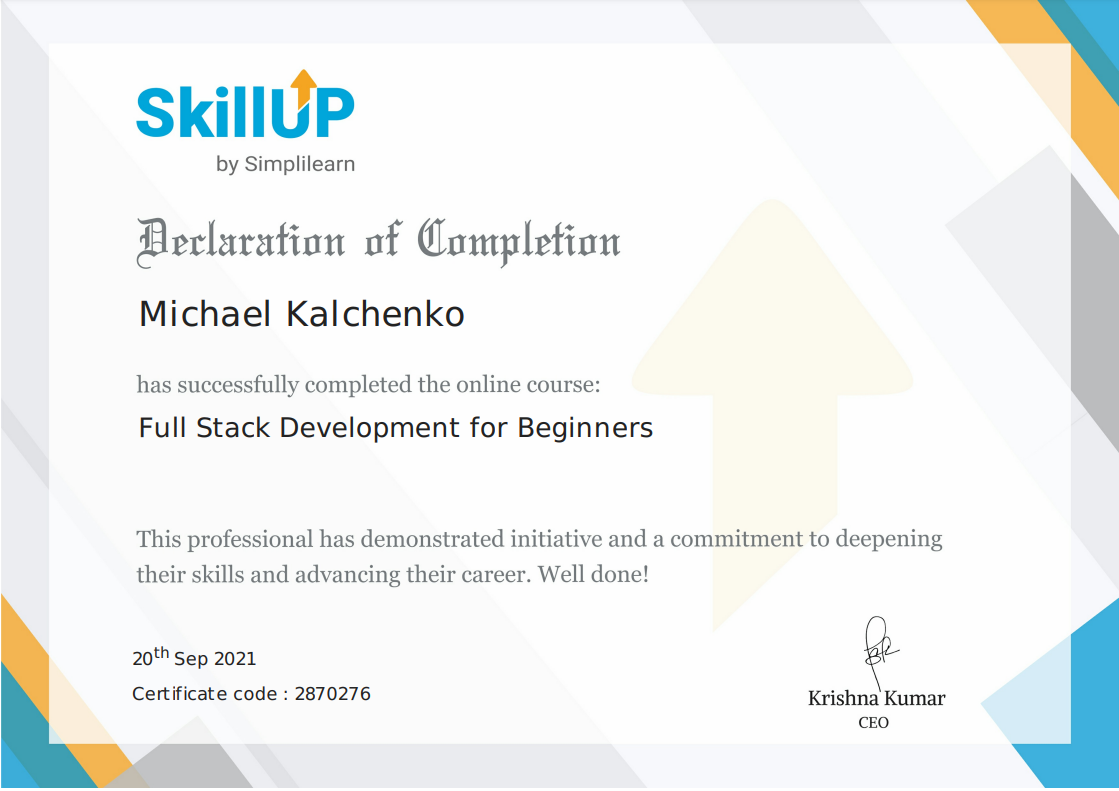 SkillUP
by Simplilearn
Declaration of Completion
Michael Kalchenko
has successfully completed the online course:
Full Stack Development for Beginners
This professional has demonstrated initiative and a commitment to deepening
their skills and advancing their career. Well done!
20th Sep 2021
Certificate code : 2870276
Krishna Kumar
CEO